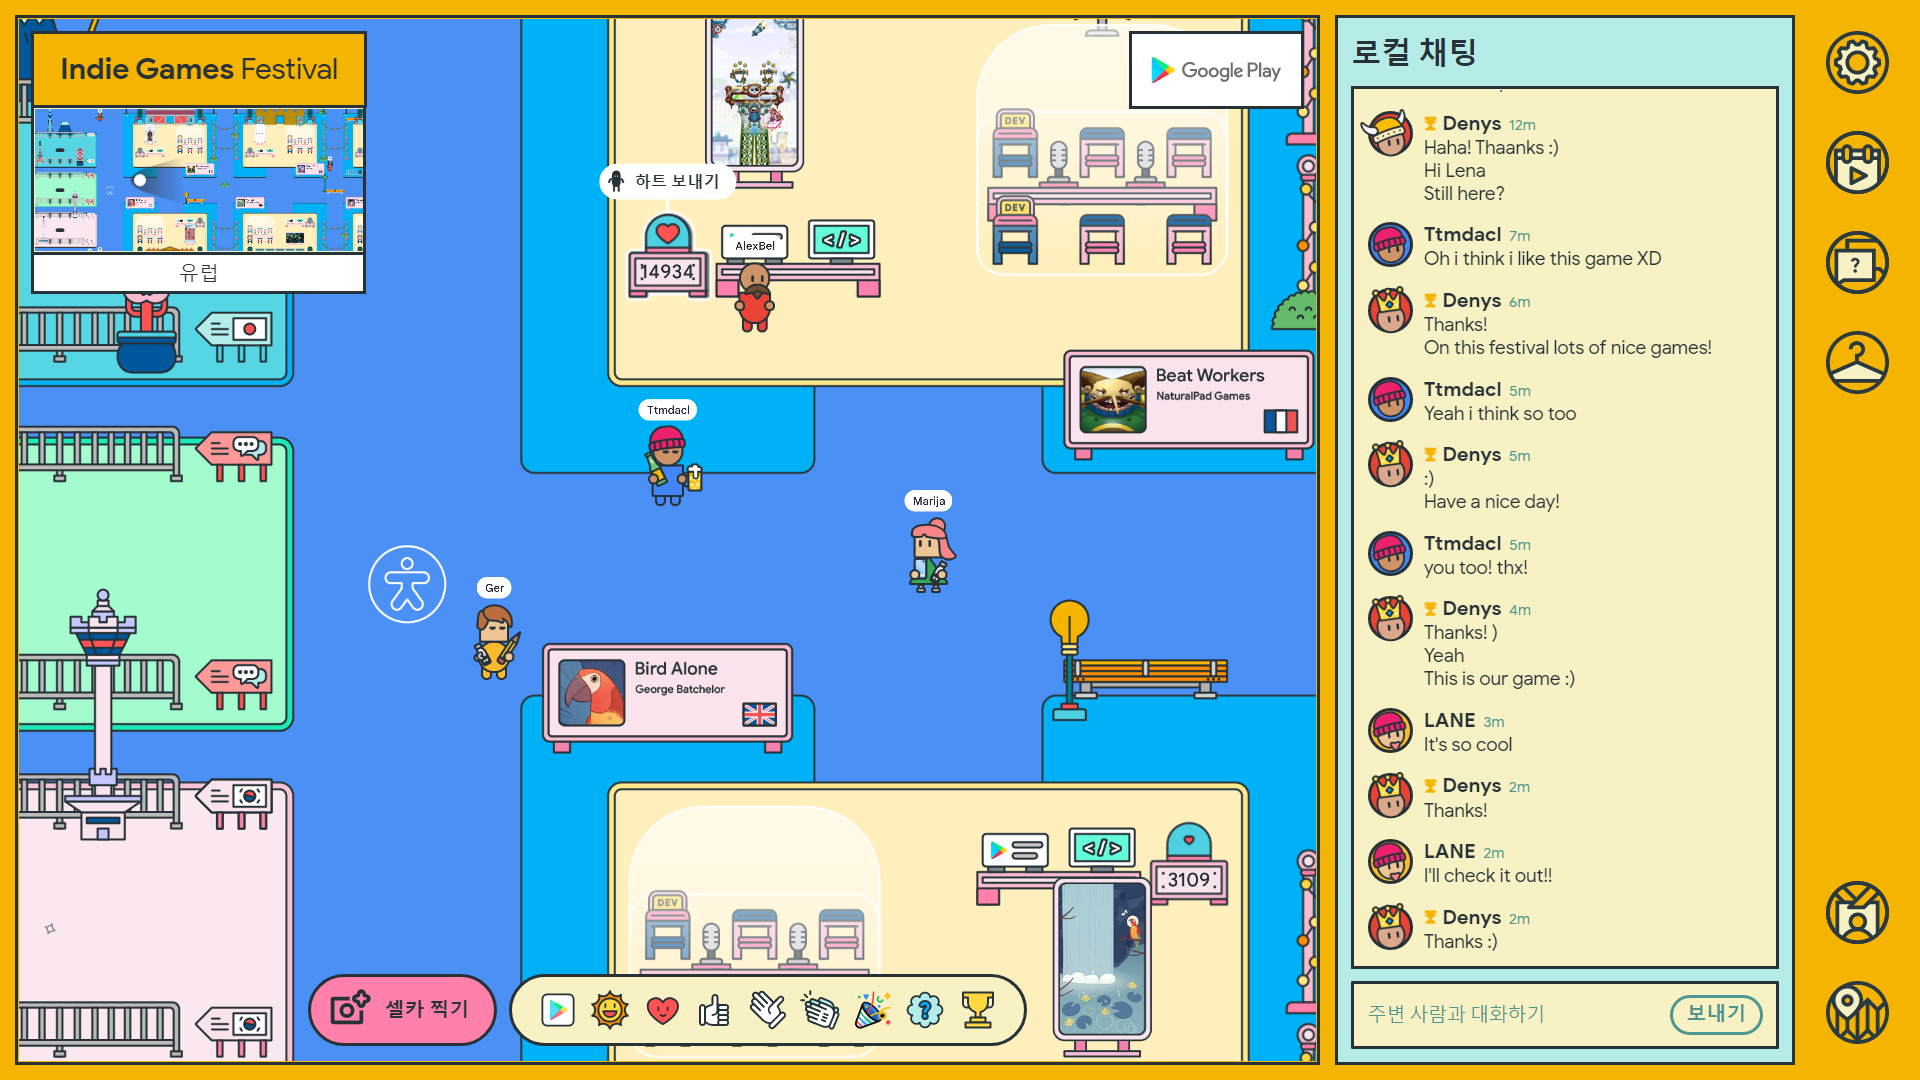 Indie Games Festival
유럽
Google Play
DEV
DEV
하트 보내기
14934
AlexBel
</>
Beat Workers
NaturalPad Games
Ttmdacl
Marija
Ger
Bird Alone
George Batchelor
</>
3109
DEV
셀카 찍기
?
로컬 채팅
Denys 12m
Haha! Thaanks :)
Hi Lena
Still here?
Ttmdacl 7m
Oh i think i like this game XD
Denys 6m
Thanks!
On this festival lots of nice games!
Ttmdacl 5m
Yeah i think so too
Denys 5m
:)
Have a nice day!
Ttmdacl 5m
you too! thx!
Denys 4m
Thanks! )
Yeah
This is our game :)
LANE 3m
It's so cool
Denys 2m
Thanks!
LANE 2m
I'll check it out!!
Denys 2m
Thanks :)
주변 사람과 대화하기
보내기
?